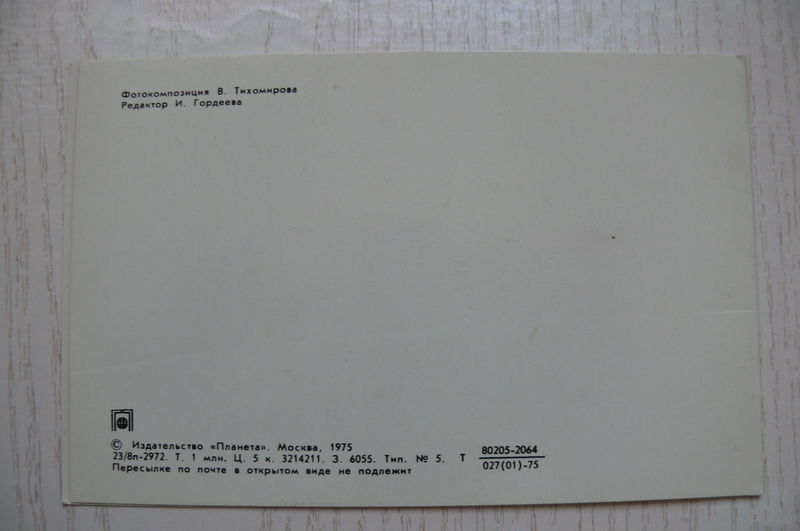 Фотокомпозиция В. Тихомирова
Редактор И. Гордеева
© Издательство «Планета». Москва, 1975
23/8п-2972. Т. 1 млн. Ц. 5 к. 3214211. З. 6055. Тип. № 5. Т 80205-2064
027(01)-75
Пересылке по почте в открытом виде не подлежит